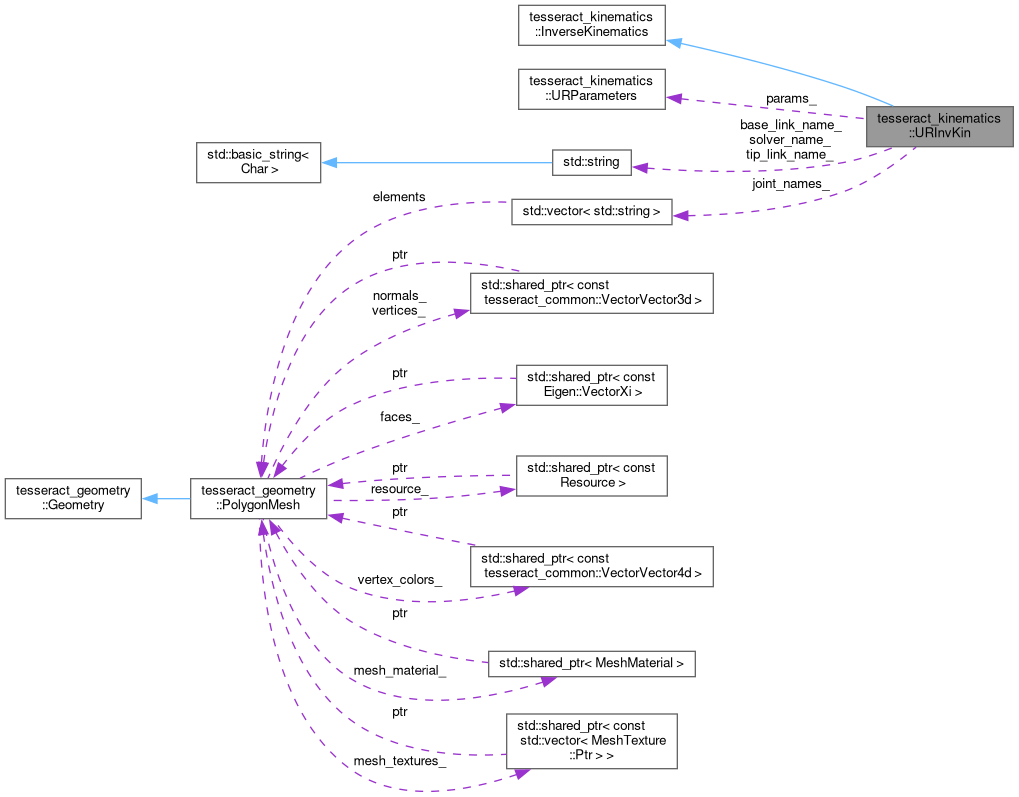 tesseract_kinematics
::InverseKinematics
tesseract_kinematics
::URParameters
params_
tesseract_kinematics
::URInvKin
base_link_name_
solver_name_
tip_link_name_
std::basic_string<
Char >
std::string
joint_names_
elements
std::vector< std::string >
ptr
std::shared_ptr< const
tesseract_common::VectorVector3d >
normals_
vertices_
ptr
std::shared_ptr< const
Eigen::VectorXi >
faces_
ptr
std::shared_ptr< const
Resource >
resource_
tesseract_geometry
::Geometry
tesseract_geometry
::PolygonMesh
ptr
std::shared_ptr< const
tesseract_common::VectorVector4d >
vertex_colors_
ptr
std::shared_ptr< MeshMaterial >
mesh_material_
ptr
std::shared_ptr< const
std::vector< MeshTexture
::Ptr > >
mesh_textures_